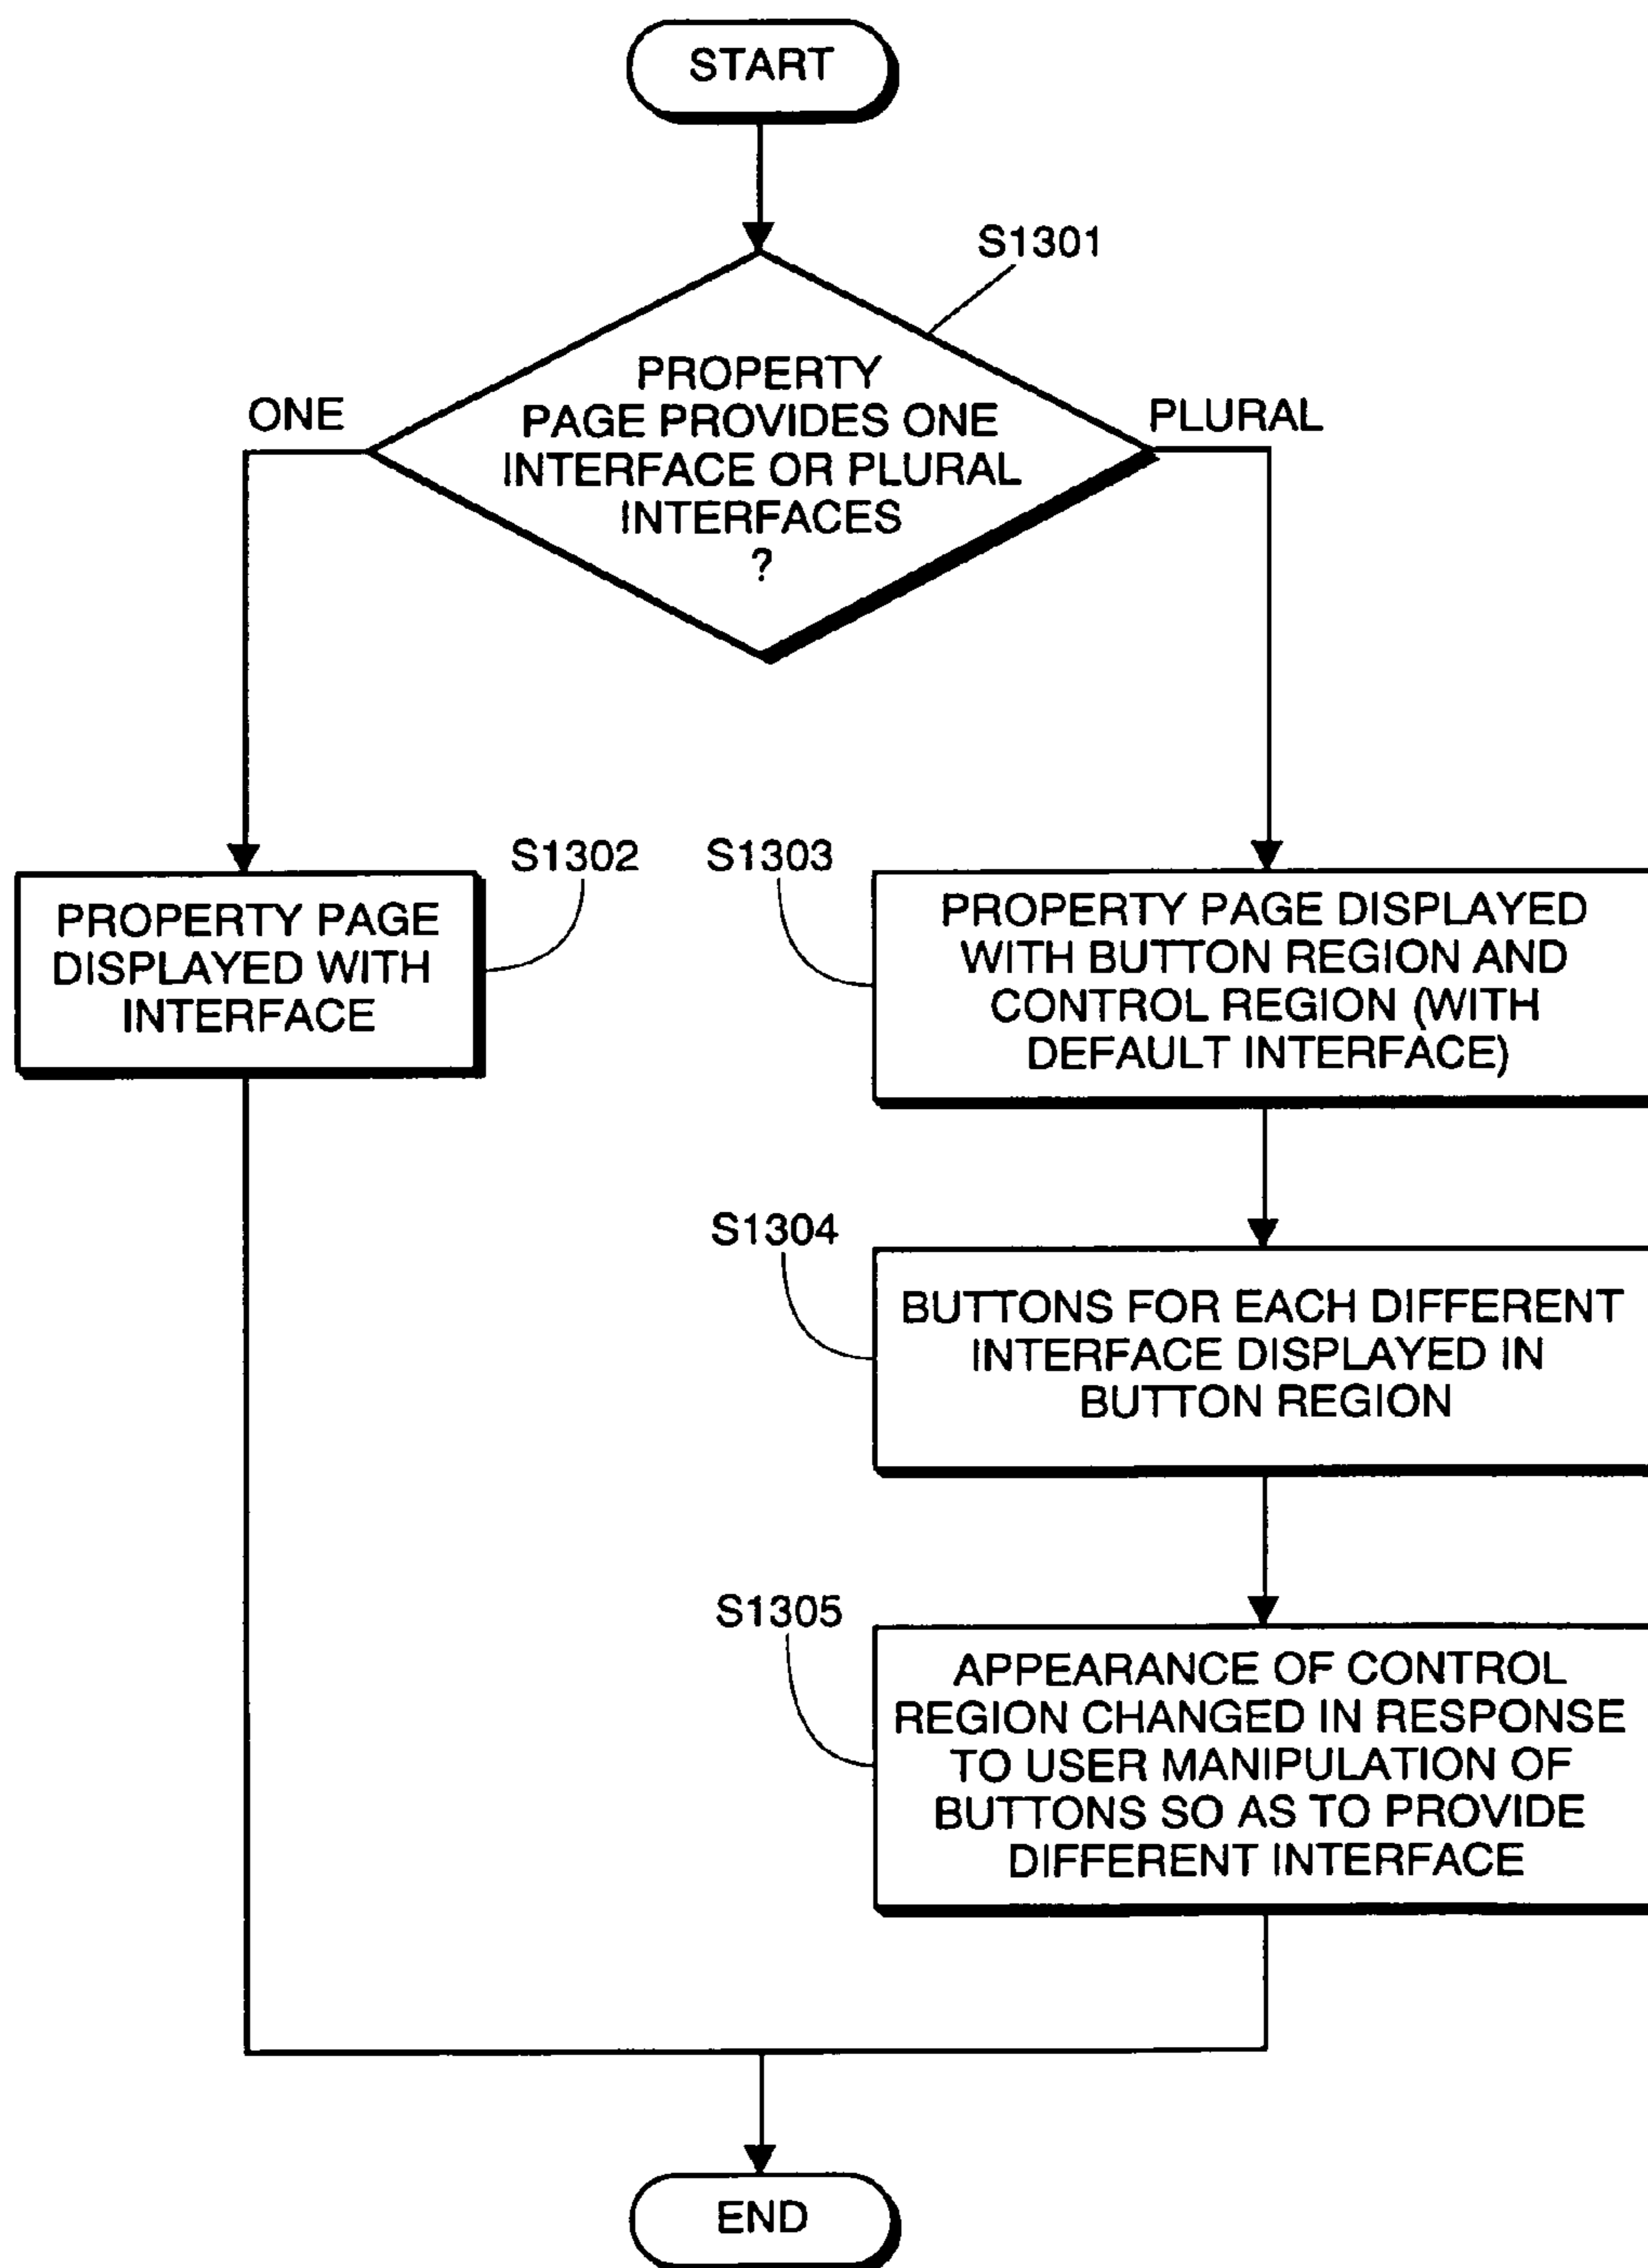 START
S1301
PROPERTY
PAGE PROVIDES ONE
INTERFACE OR PLURAL
INTERFACES
?
ONE
PLURAL
S1302
PROPERTY PAGE
DISPLAYED WITH
INTERFACE
S1303
PROPERTY PAGE DISPLAYED
WITH BUTTON REGION AND
CONTROL REGION (WITH
DEFAULT INTERFACE)
S1304
BUTTONS FOR EACH DIFFERENT
INTERFACE DISPLAYED IN
BUTTON REGION
S1305
APPEARANCE OF CONTROL
REGION CHANGED IN RESPONSE
TO USER MANIPULATION OF
BUTTONS SO AS TO PROVIDE
DIFFERENT INTERFACE
END